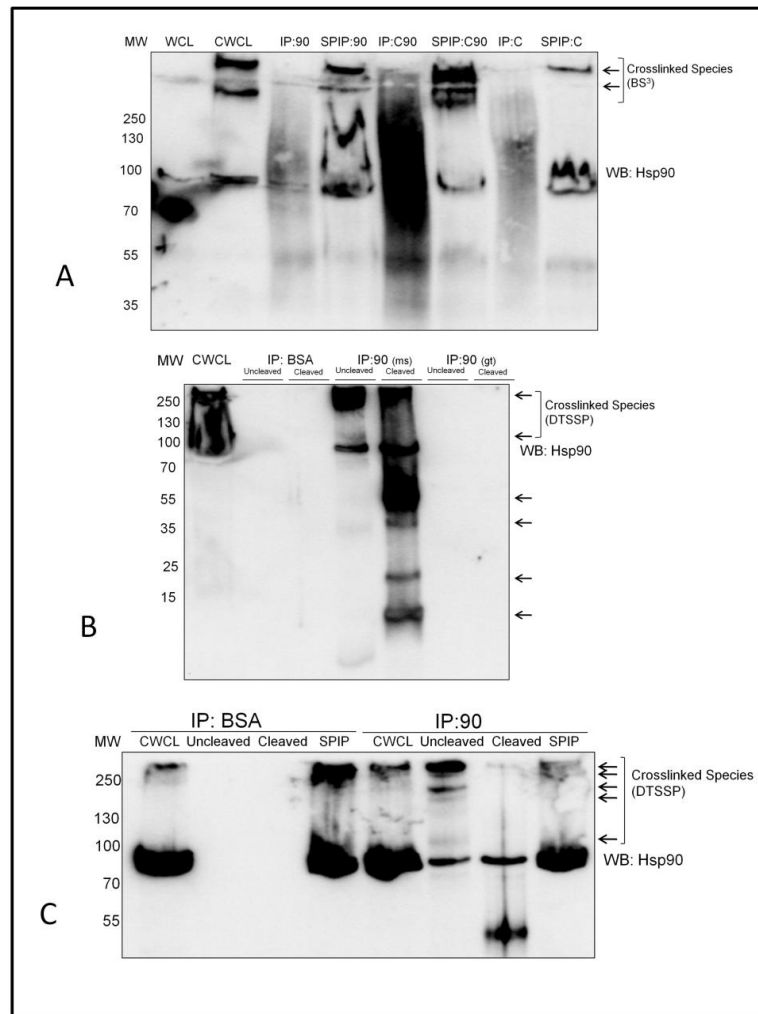 MW WCL CWCL IP:90 SPIP:90 IP:C90 SPIP:C90 IP:C SPIP:C
Crosslinked Species
(BS³)
250
130
100
WB: Hsp90
70
55
A
35
MW CWCL IP: BSA IP:90 (ms) IP:90 (gt)
Uncleaved Cleaved Uncleaved Cleaved Uncleaved Cleaved
250
Crosslinked Species
(DTSSP)
130
100
WB: Hsp90
70
55
35
25
15
B
IP: BSA IP:90
MW CWCL Uncleaved Cleaved SPIP CWCL Uncleaved Cleaved SPIP
250
Crosslinked Species
(DTSSP)
130
100
WB: Hsp90
70
55
C